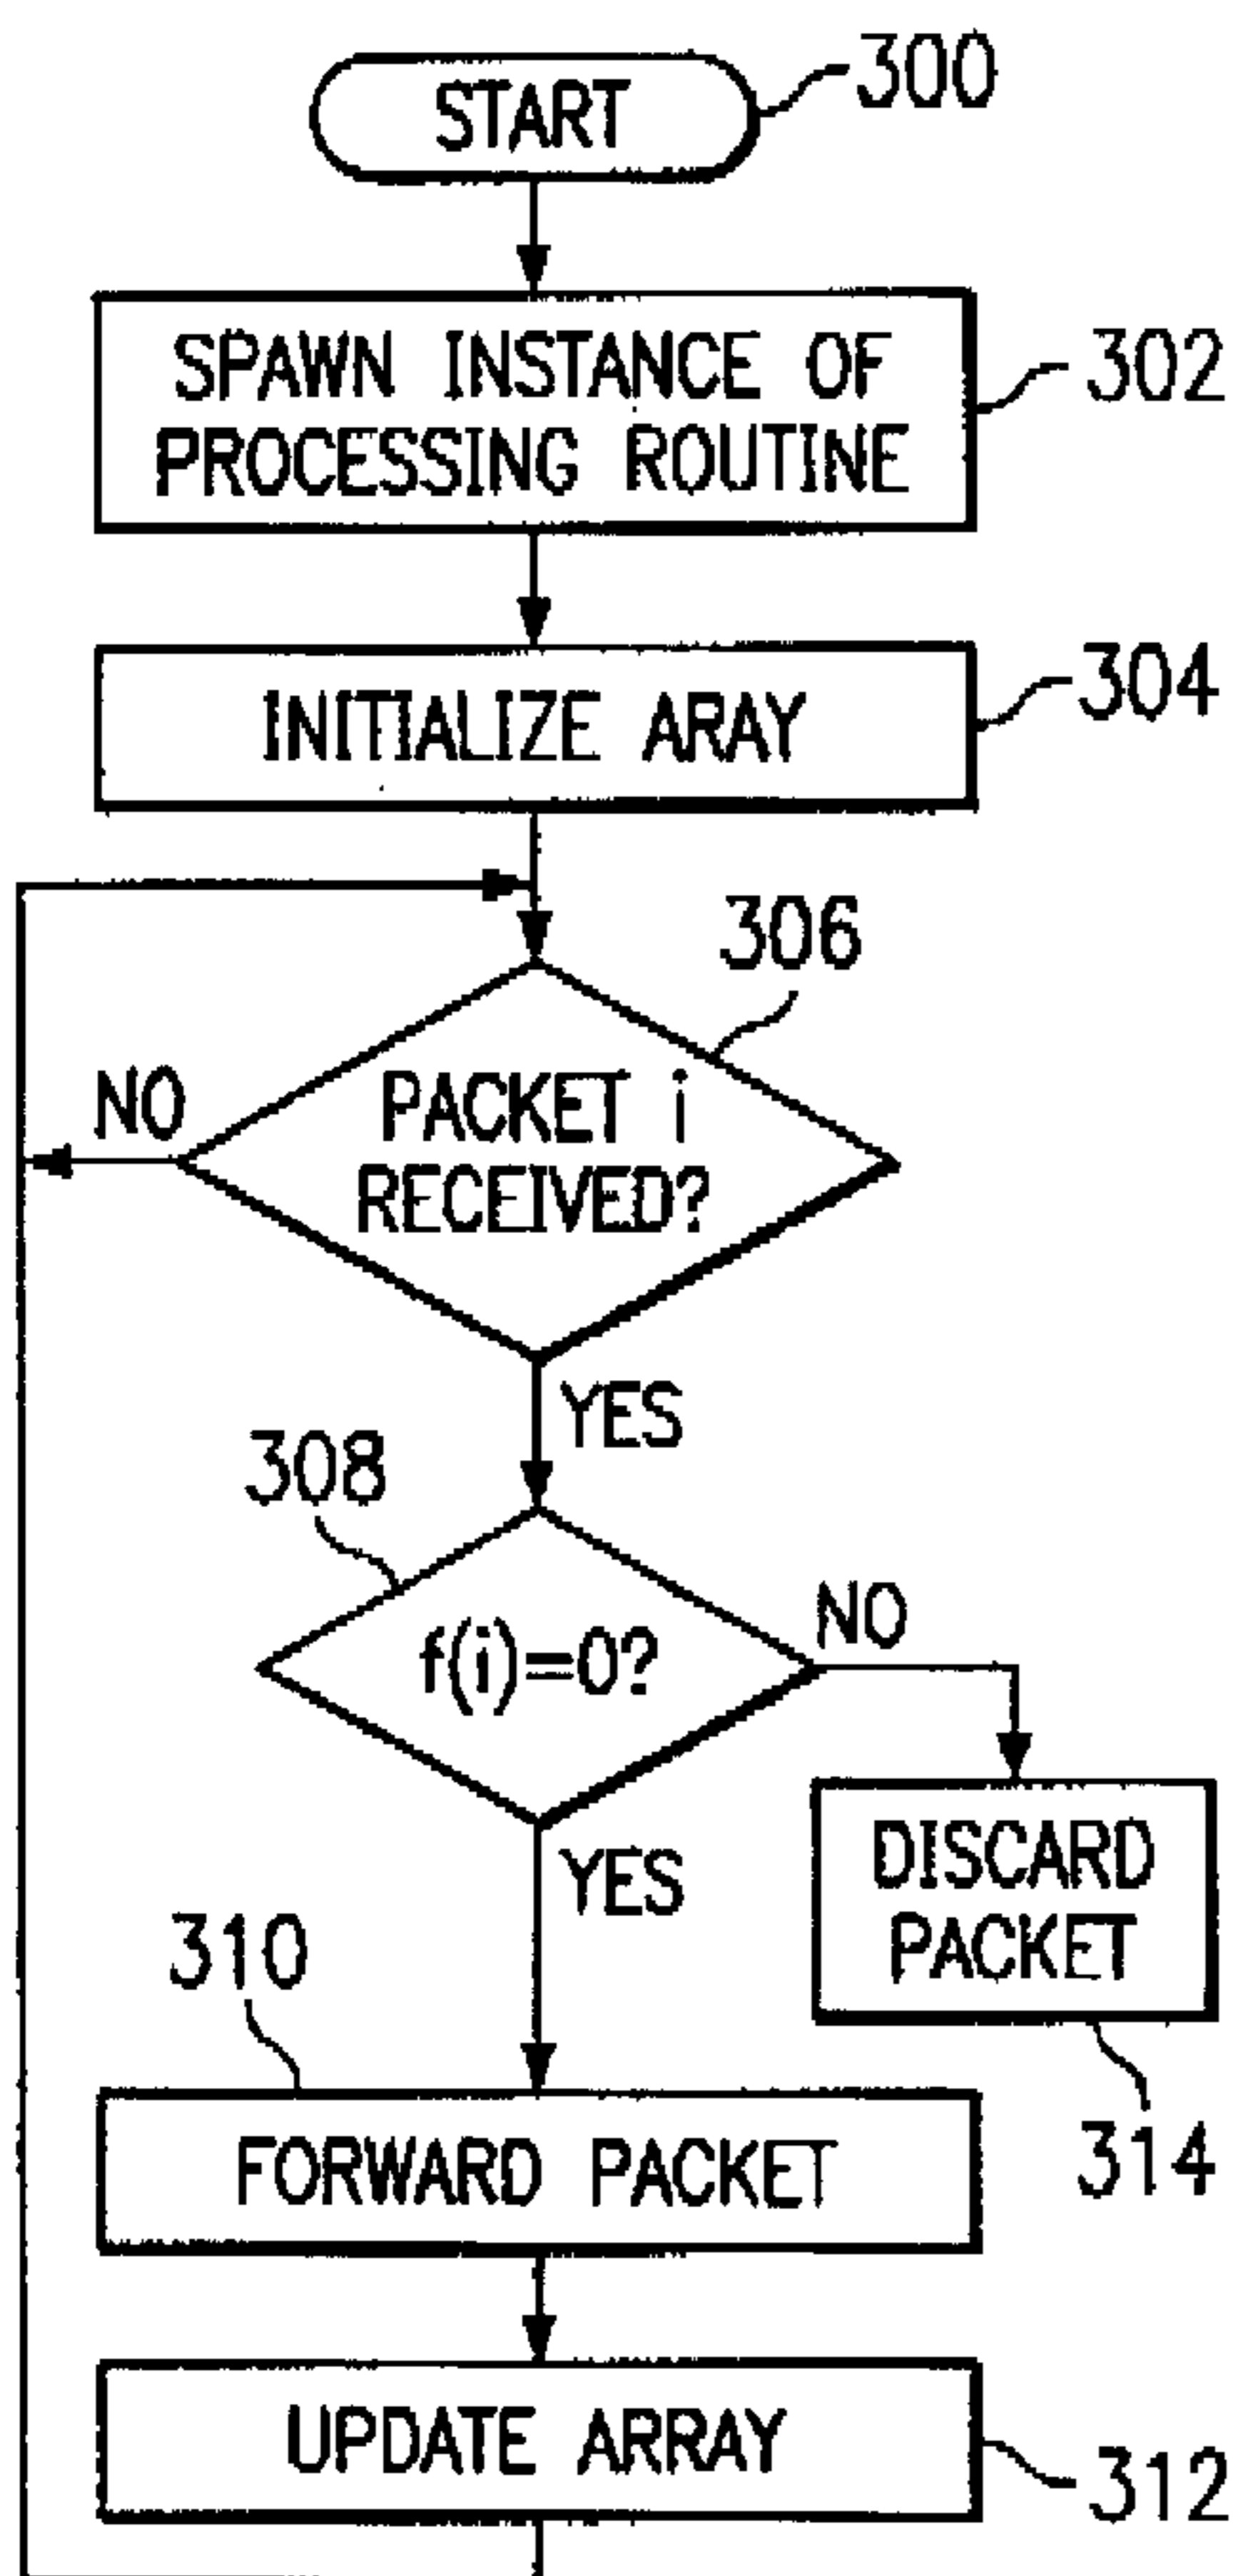 START
300
SPAWN INSTANCE OF
PROCESSING ROUTINE
302
INITIALIZE ARAY
304
306
PACKET i
RECEIVED?
NO
YES
308
f(i)=0?
NO
YES
DISCARD
PACKET
314
310
FORWARD PACKET
UPDATE ARRAY
312